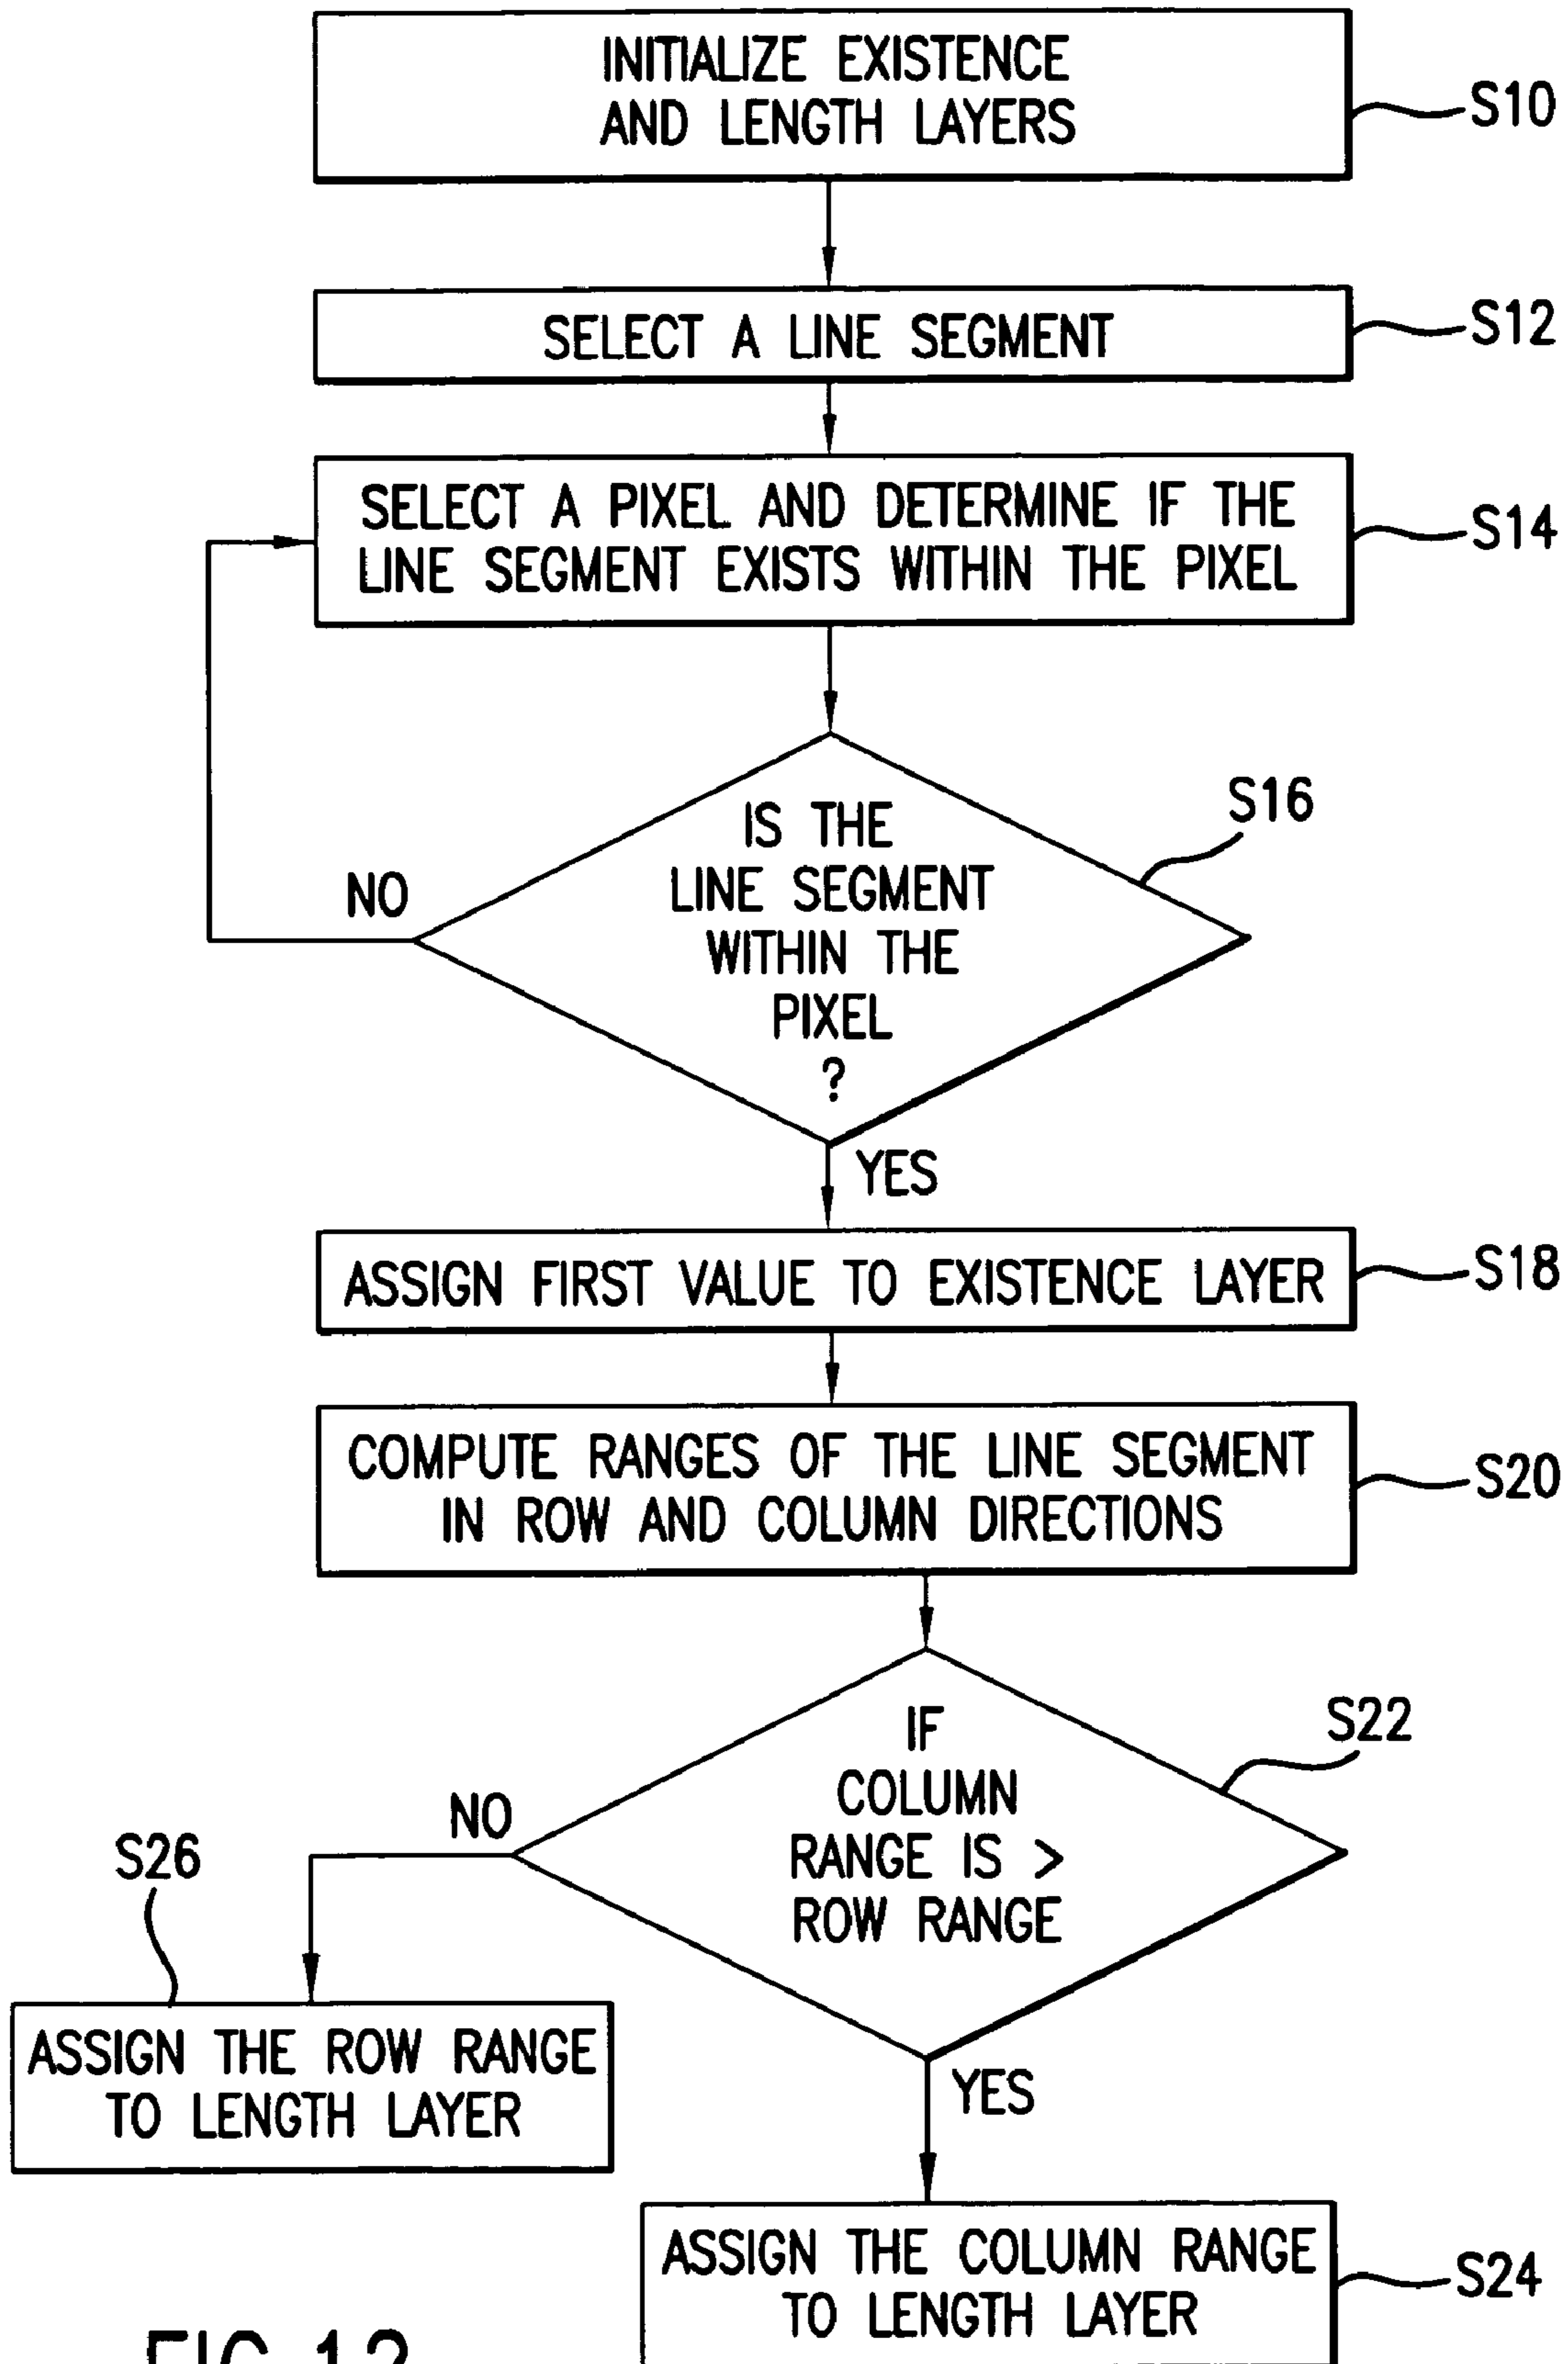 INITIALIZE EXISTENCE
AND LENGTH LAYERS
S10
SELECT A LINE SEGMENT
S12
SELECT A PIXEL AND DETERMINE IF THE
LINE SEGMENT EXISTS WITHIN THE PIXEL
S14
IS THE
LINE SEGMENT
WITHIN THE
PIXEL
?
S16
NO
YES
ASSIGN FIRST VALUE TO EXISTENCE LAYER
S18
COMPUTE RANGES OF THE LINE SEGMENT
IN ROW AND COLUMN DIRECTIONS
S20
IF
COLUMN
RANGE IS >
ROW RANGE
S22
NO
S26
ASSIGN THE ROW RANGE
TO LENGTH LAYER
YES
ASSIGN THE COLUMN RANGE
TO LENGTH LAYER
S24
FIG.12